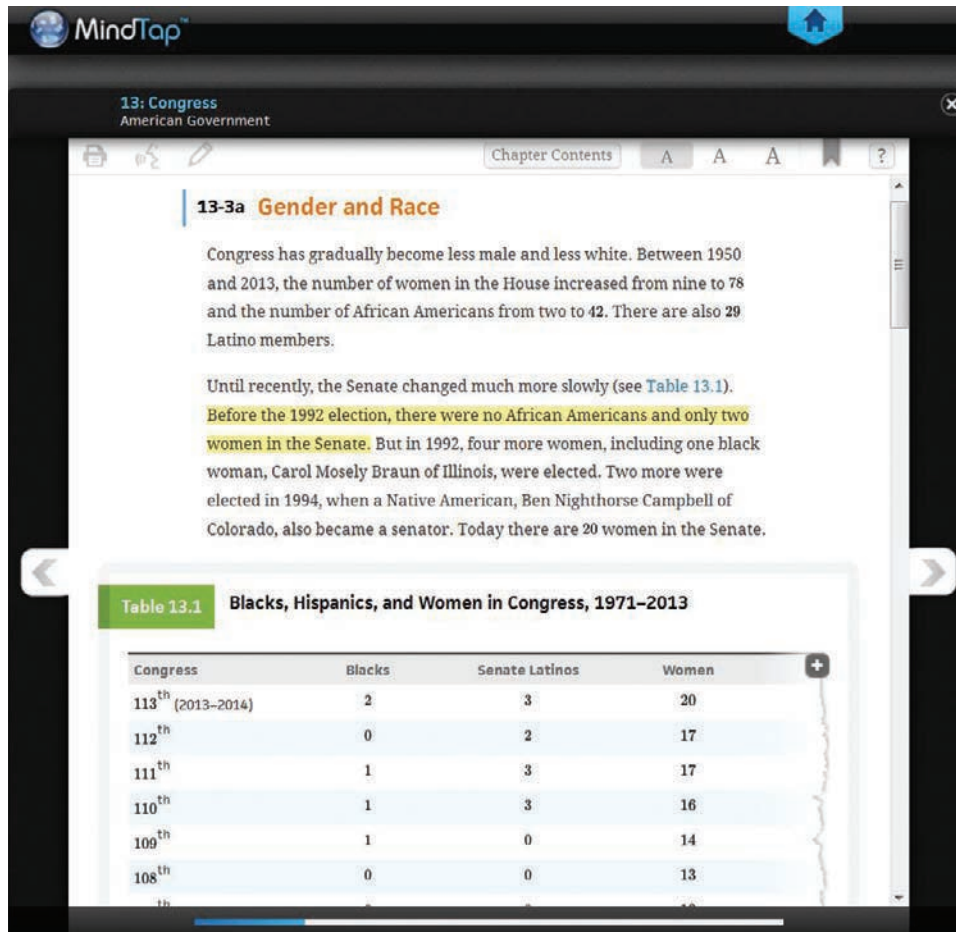 MindTap™
13: Congress
American Government
Chapter Contents A A A ?
13-3a Gender and Race
Congress has gradually become less male and less white. Between 1950
and 2013, the number of women in the House increased from nine to 78
and the number of African Americans from two to 42. There are also 29
Latino members.
Until recently, the Senate changed much more slowly (see Table 13.1).
Before the 1992 election, there were no African Americans and only two
women in the Senate. But in 1992, four more women, including one black
woman, Carol Mosely Braun of Illinois, were elected. Two more were
elected in 1994, when a Native American, Ben Nighthorse Campbell of
Colorado, also became a senator. Today there are 20 women in the Senate.
Table 13.1 Blacks, Hispanics, and Women in Congress, 1971–2013
Congress Blacks Senate Latinos Women
113th (2013–2014) 2 3 20
112th 0 2 17
111th 1 3 17
110th 1 3 16
109th 1 0 14
108th 0 0 13
th